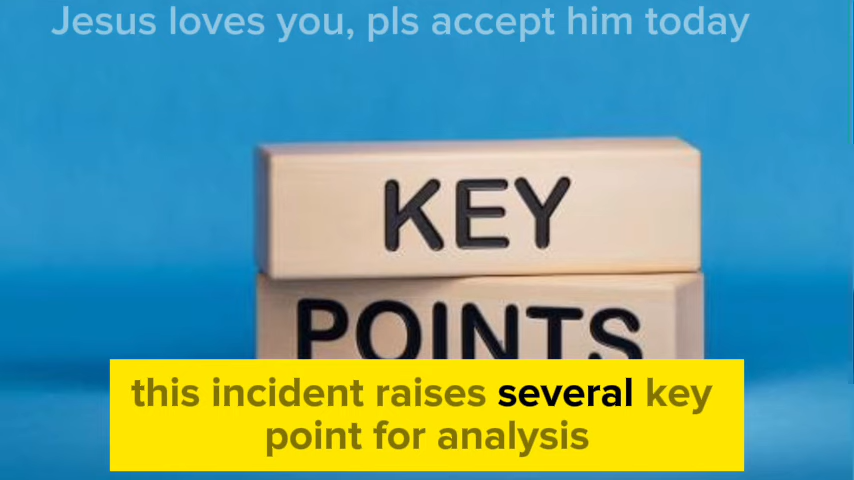 Jesus loves you, pls accept him today
KEY
POINTS
this incident raises several key
point for analysis